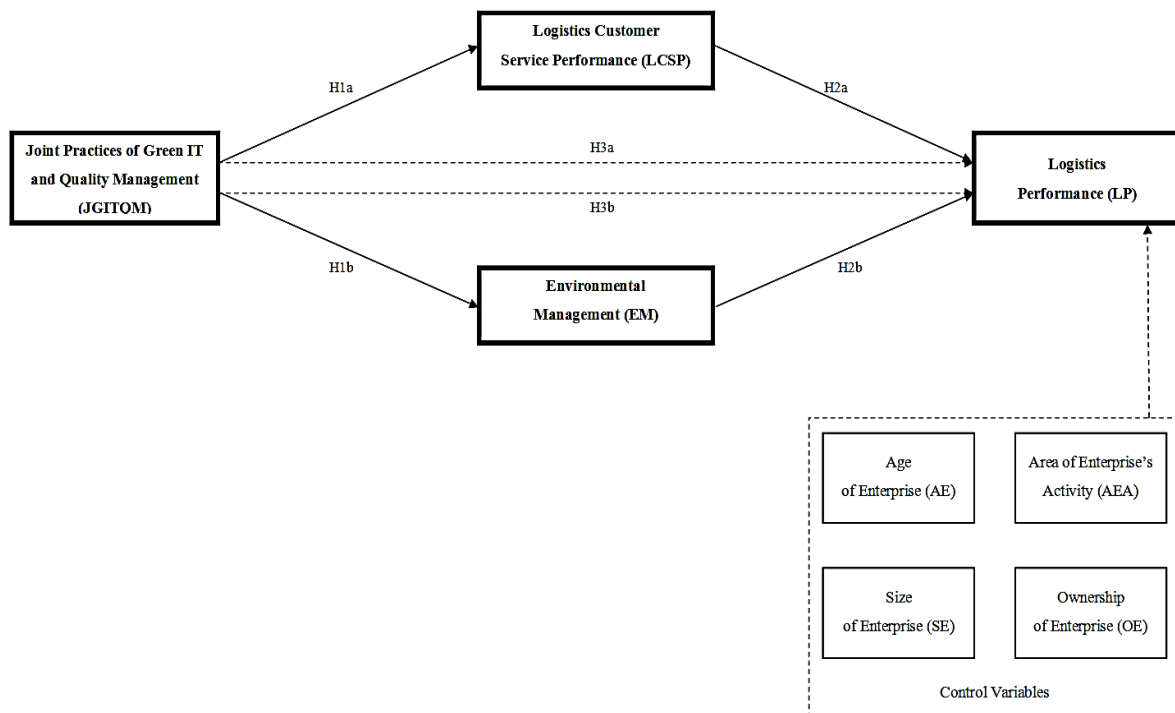 Logistics Customer
Service Performance (LCSP)
H1a
H2a
Joint Practices of Green IT
and Quality Management
(JGITQM)
H3a
H3b
Logistics
Performance (LP)
H1b
H2b
Environmental
Management (EM)
Age
of Enterprise (AE)
Area of Enterprise's
Activity (AEA)
Size
of Enterprise (SE)
Ownership
of Enterprise (OE)
Control Variables